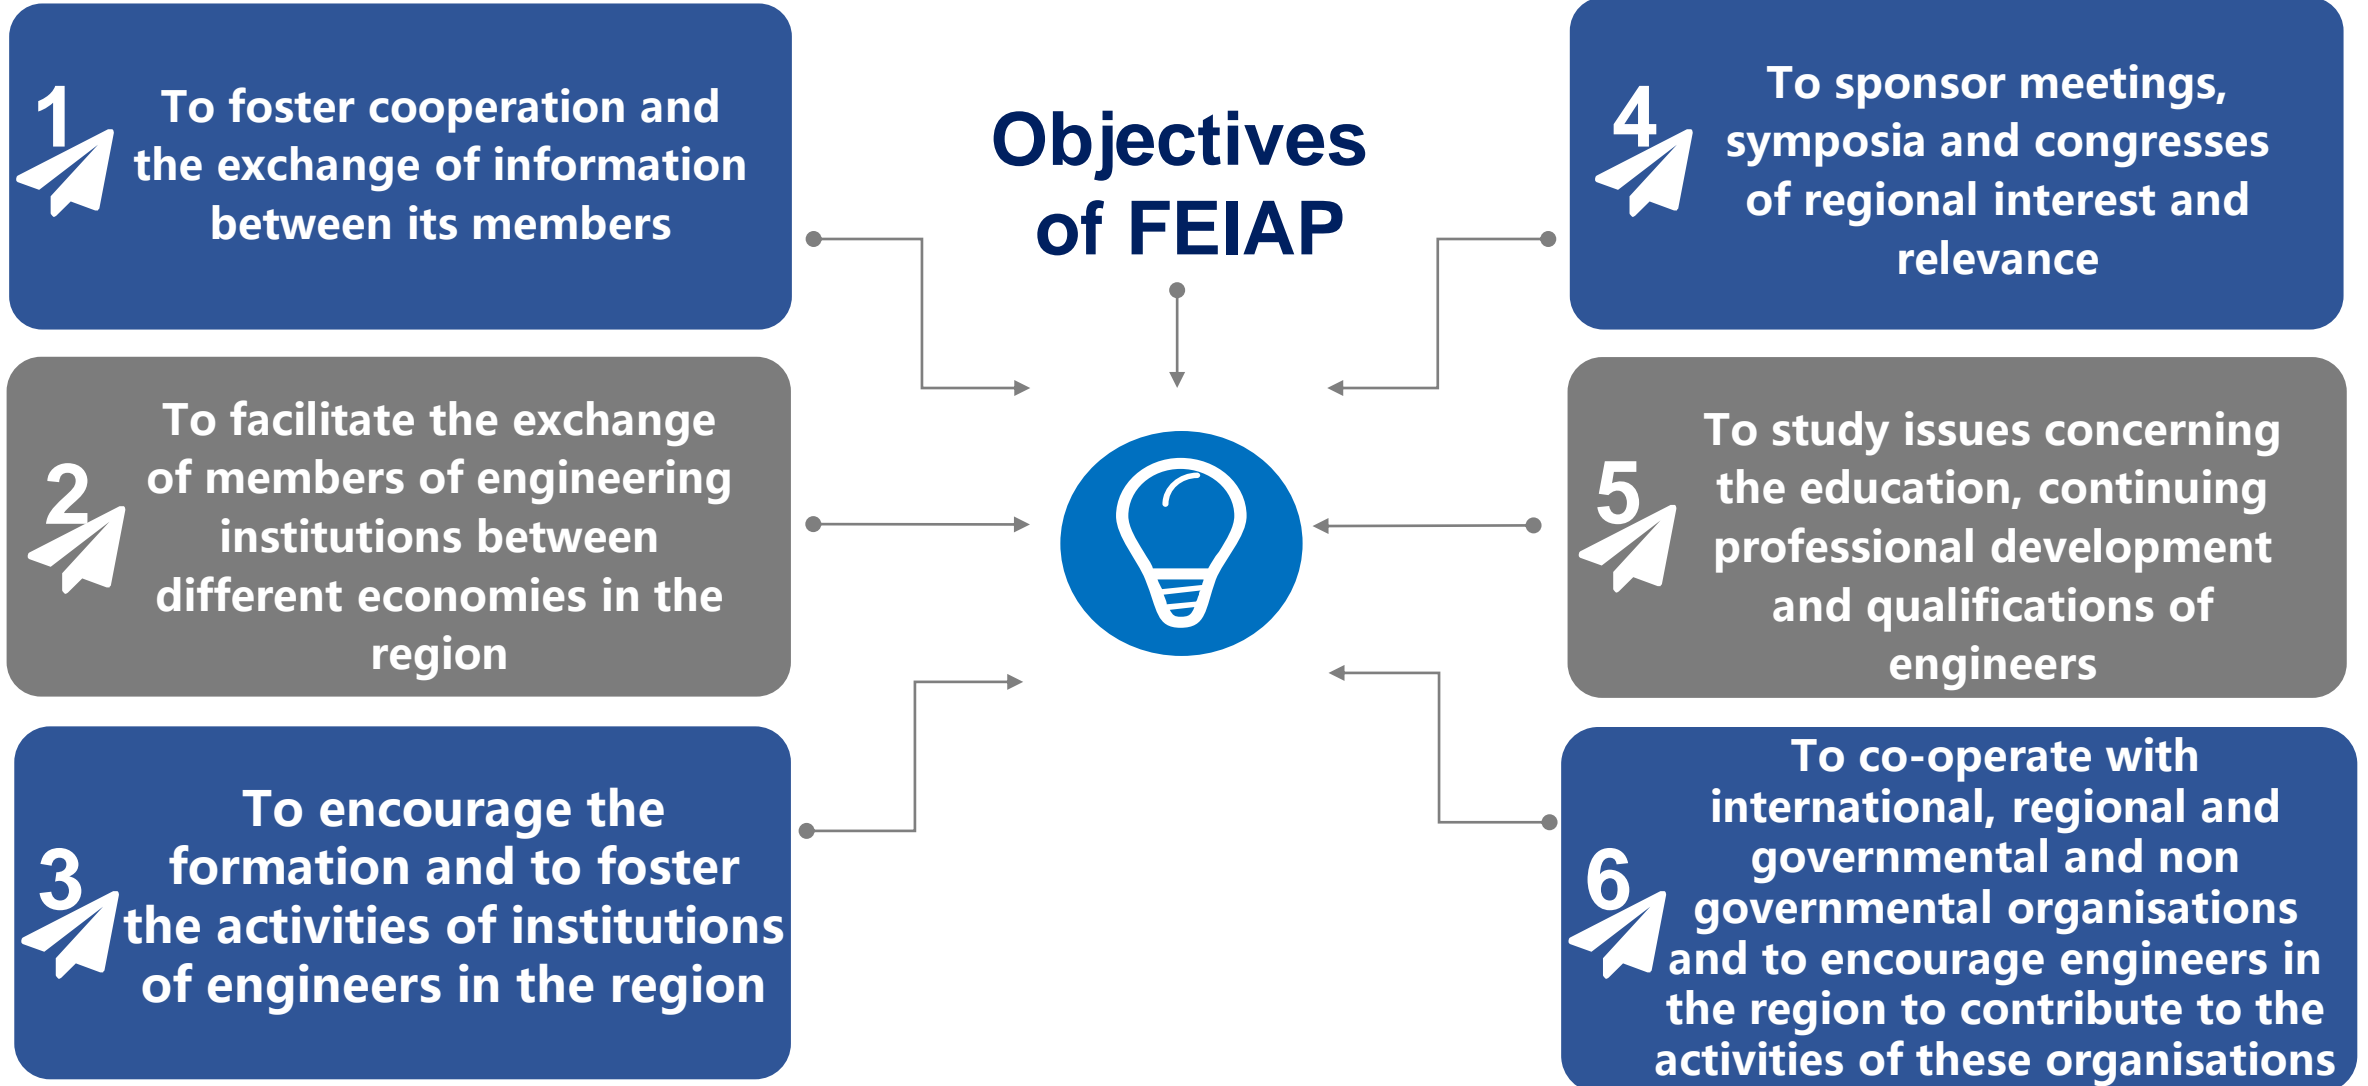 Objectives
of FEIAP
1
To foster cooperation and
the exchange of information
between its members
2
To facilitate the exchange
of members of engineering
institutions between
different economies in the
region
3
To encourage the
formation and to foster
the activities of institutions
of engineers in the region
4
To sponsor meetings,
symposia and congresses
of regional interest and
relevance
5
To study issues concerning
the education, continuing
professional development
and qualifications of
engineers
6
To co-operate with
international, regional and
governmental and non
governmental organisations
and to encourage engineers in
the region to contribute to the
activities of these organisations